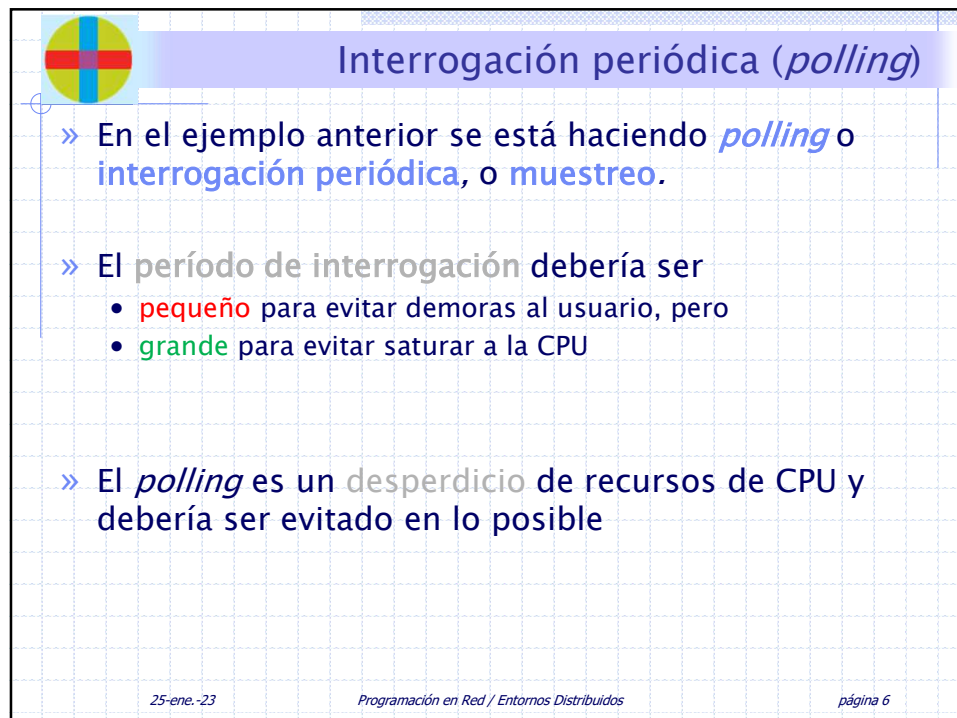 Interrogación periódica (polling)
» En el ejemplo anterior se está haciendo polling o
interrogación periódica, o muestreo.
» El período de interrogación debería ser
• pequeño para evitar demoras al usuario, pero
• grande para evitar saturar a la CPU
» El polling es un desperdicio de recursos de CPU y
debería ser evitado en lo posible
25-ene.-23 Programación en Red / Entornos Distribuidos página 6